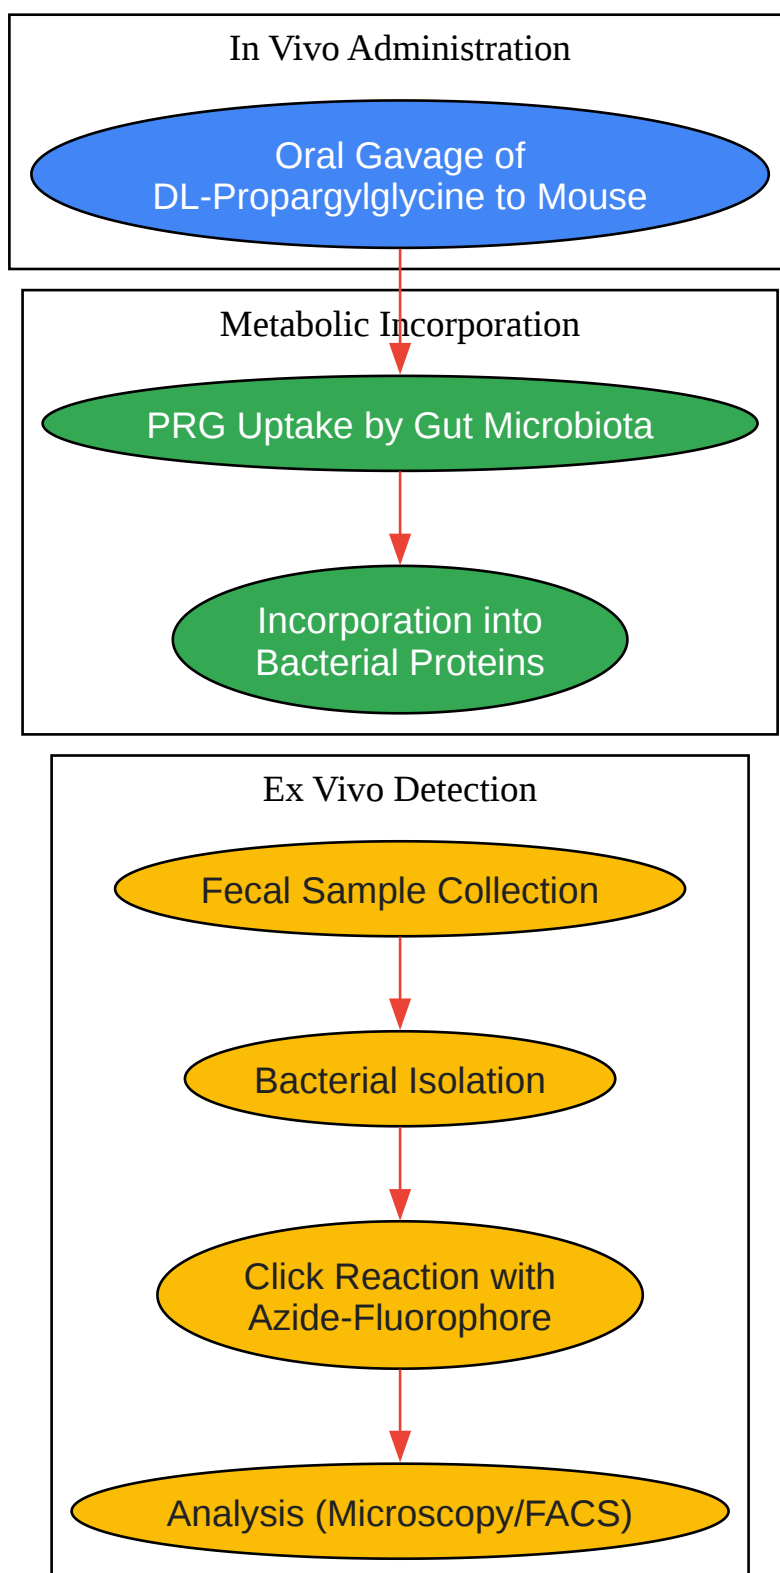 In Vivo Administration
Oral Gavage of
DL-Propargylglycine to Mouse
Metabolic Incorporation
PRG Uptake by Gut Microbiota
Incorporation into
Bacterial Proteins
Ex Vivo Detection
Fecal Sample Collection
Bacterial Isolation
Click Reaction with
Azide-Fluorophore
Analysis (Microscopy/FACS)